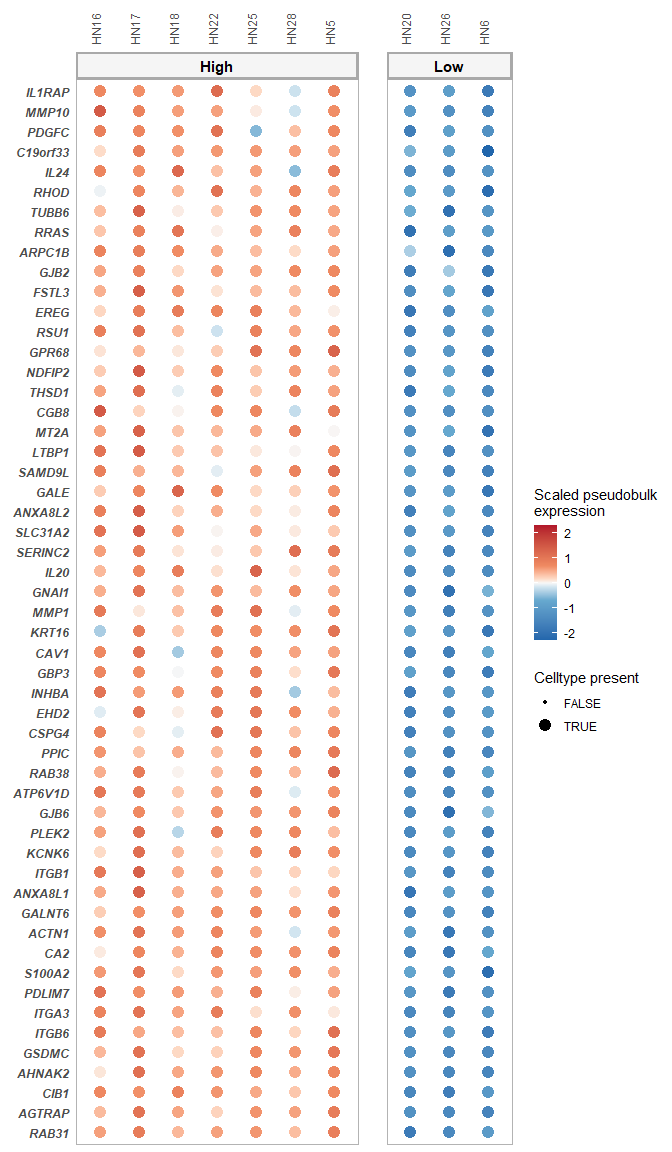 HN16 HN17 HN18 HN22 HN25 HN28 HN5 HN20 HN26 HN6
High Low
IL1RAP
MMP10
PDGFC
C19orf33
IL24
RHOD
TUBB6
RRAS
ARPC1B
GJB2
FSTL3
EREG
RSU1
GPR68
NDFIP2
THSD1
CGB8
MT2A
LTBP1
SAMD9L
GALE
ANXA8L2
SLC31A2
SERINC2
IL20
GNAI1
MMP1
KRT16
CAV1
GBP3
INHBA
EHD2
CSPG4
PPIC
RAB38
ATP6V1D
GJB6
PLEK2
KCNK6
ITGB1
ANXA8L1
GALNT6
ACTN1
CA2
S100A2
PDLIM7
ITGA3
ITGB6
GSDMC
AHNAK2
CIB1
AGTRAP
RAB31
Scaled pseudobulk
expression
2
1
0
-1
-2
Celltype present
FALSE
TRUE